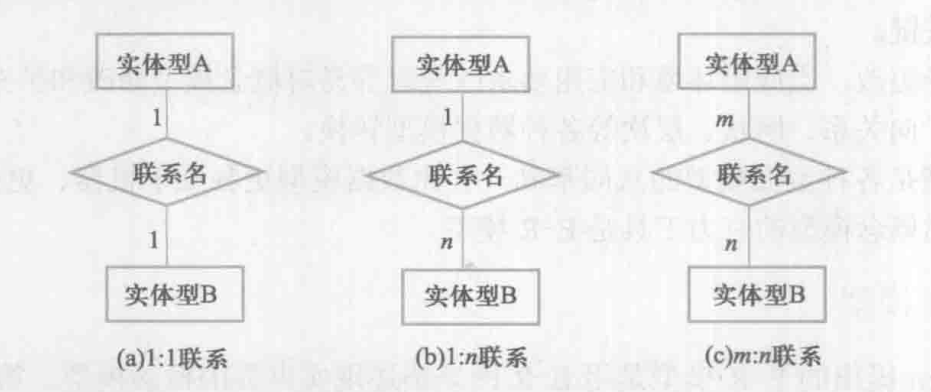 实体型A 实体型A 实体型A
1 1 m
联系名 联系名 联系名
1 n n
实体型B 实体型B 实体型B
(a)1:1联系 (b)1:n联系 (c)m:n联系